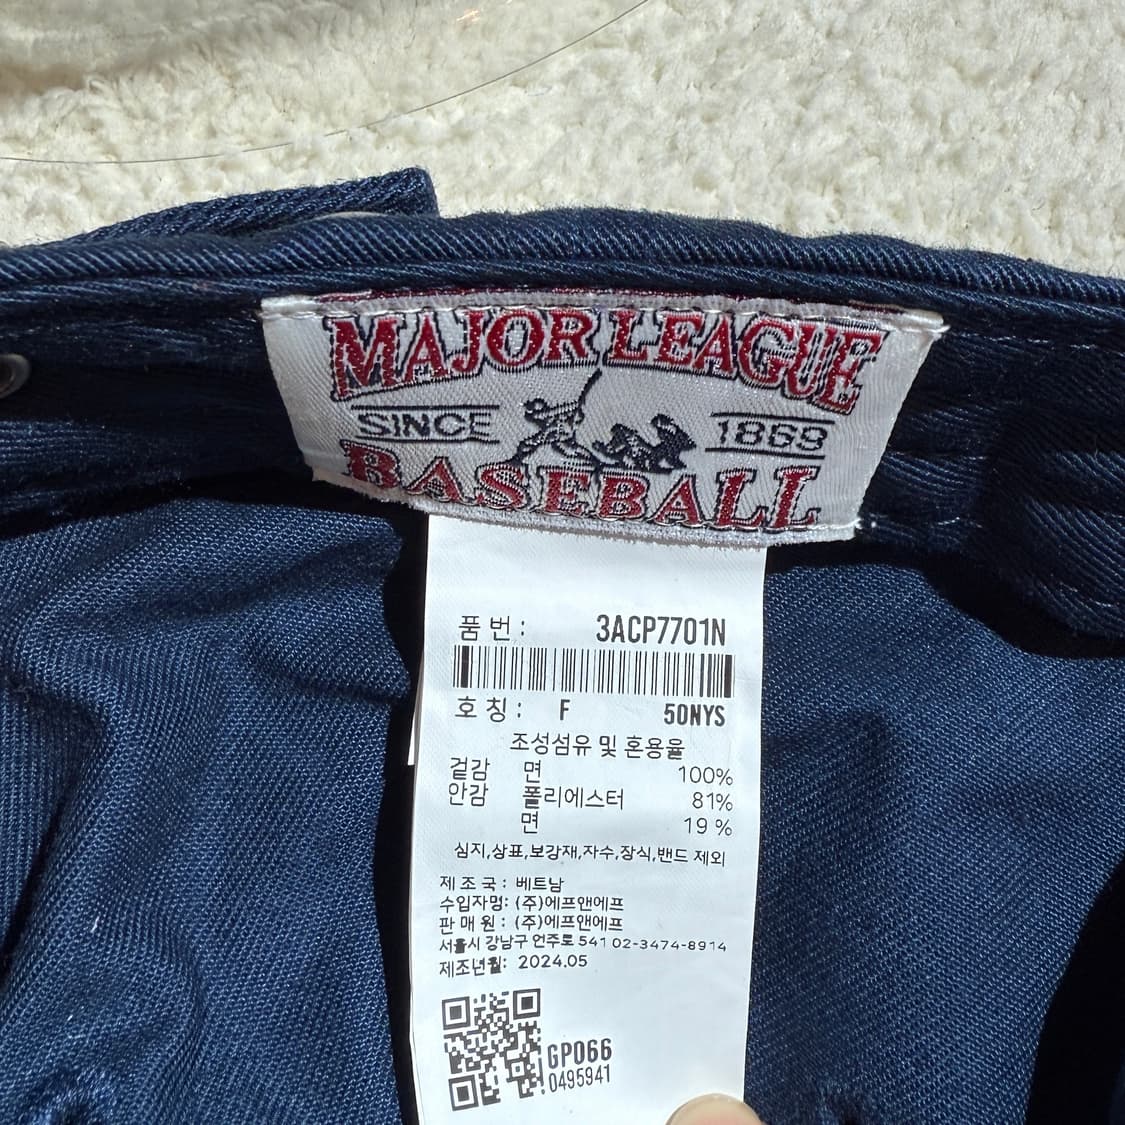 MAJOR LEAGUE
SINCE 1869
BASEBALL
품 번 : 3ACP7701N
호 칭 : F 50NYS
조성섬유 및 혼용율
겉감 면 100%
안감 폴리에스터 81%
면 19 %
심지,상표,보강재,자수,장식,밴드 제외
제 조 국 : 베트남
수입자명: (주)에프앤에프
판 매 원 : (주)에프앤에프
서울시 강남구 언주로 541 02-3474-8914
제조년월: 2024.05
GP066
0495941